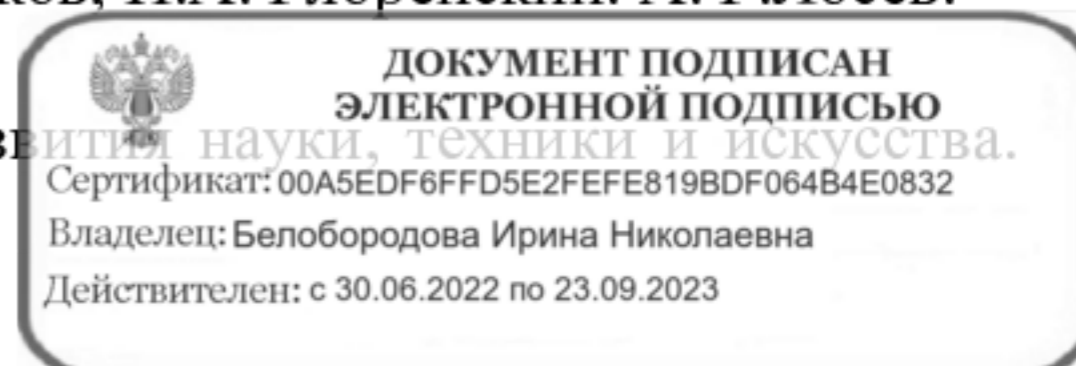 ДОКУМЕНТ ПОДПИСАН
ЭЛЕКТРОННОЙ ПОДПИСЬЮ
науки, техники и искусства.
Сертификат: 00A5EDF6FFD5E2FEFE819BDF064B4E0832
Владелец: Белобородова Ирина Николаевна
Действителен: с 30.06.2022 по 23.09.2023